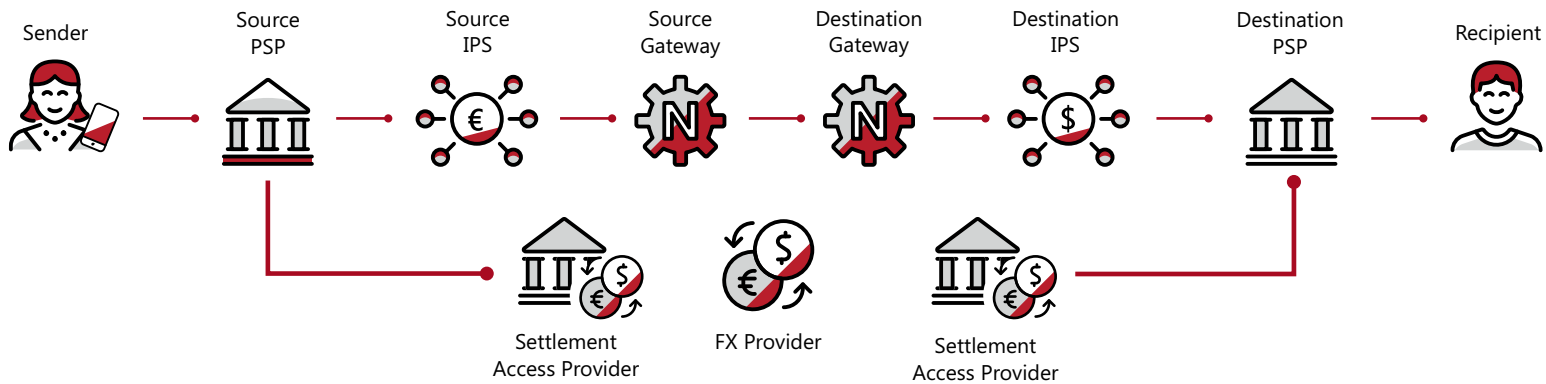 Sender
Source
PSP
Source
IPS
Source
Gateway
Destination
Gateway
Destination
IPS
Destination
PSP
Recipient
€
N
N
$
$
€
$
€
$
€
Settlement
Access Provider
FX Provider
Settlement
Access Provider